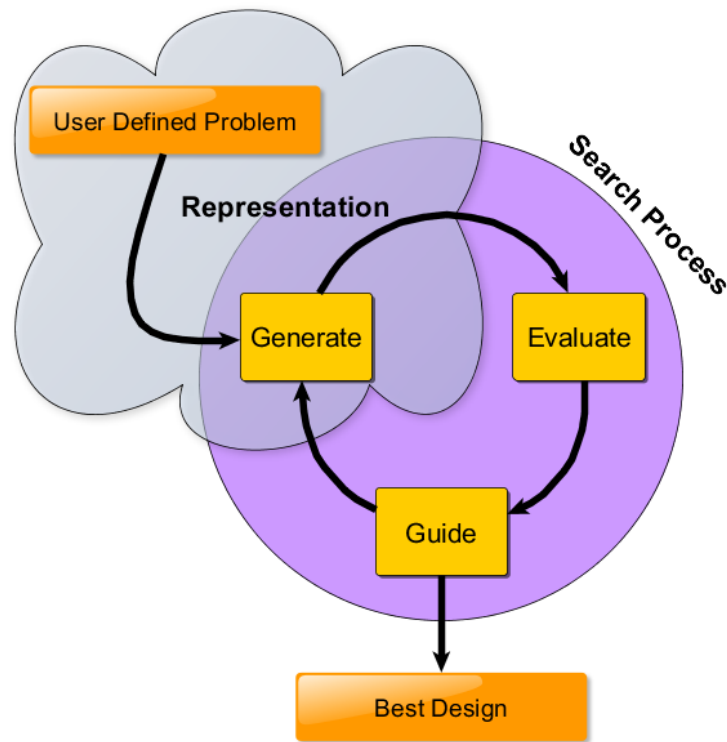 User Defined Problem
Search Process
Representation
Generate
Evaluate
Guide
Best Design